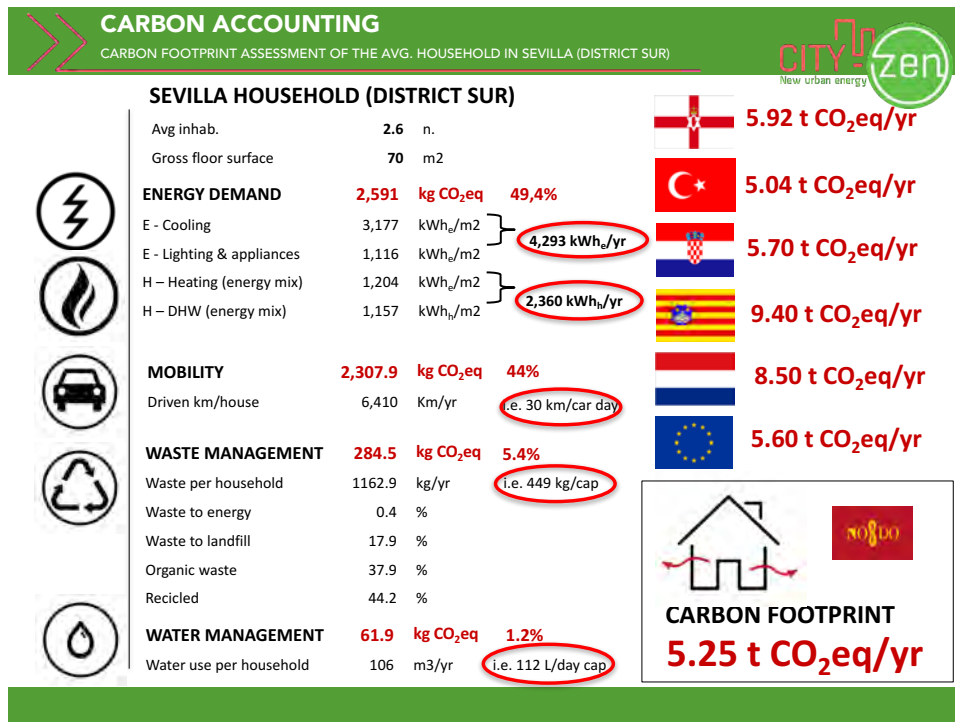 CARBON ACCOUNTING
CARBON FOOTPRINT ASSESSMENT OF THE AVG. HOUSEHOLD IN SEVILLA (DISTRICT SUR)
CITY zen
New urban energy
SEVILLA HOUSEHOLD (DISTRICT SUR)
Avg inhab. 2.6 n.
Gross floor surface 70 m2
ENERGY DEMAND 2,591 kg CO₂eq 49,4%
E - Cooling 3,177 kWhₑ/m2
4,293 kWhₑ/yr
E - Lighting & appliances 1,116 kWhₑ/m2
H – Heating (energy mix) 1,204 kWhₑ/m2
2,360 kWhₕ/yr
H – DHW (energy mix) 1,157 kWhₕ/m2
MOBILITY 2,307.9 kg CO₂eq 44%
Driven km/house 6,410 Km/yr i.e. 30 km/car day
WASTE MANAGEMENT 284.5 kg CO₂eq 5.4%
Waste per household 1162.9 kg/yr i.e. 449 kg/cap
Waste to energy 0.4 %
Waste to landfill 17.9 %
Organic waste 37.9 %
Recicled 44.2 %
WATER MANAGEMENT 61.9 kg CO₂eq 1.2%
Water use per household 106 m3/yr i.e. 112 L/day cap
5.92 t CO₂eq/yr
5.04 t CO₂eq/yr
5.70 t CO₂eq/yr
9.40 t CO₂eq/yr
8.50 t CO₂eq/yr
5.60 t CO₂eq/yr
NO8DO
CARBON FOOTPRINT
5.25 t CO₂eq/yr